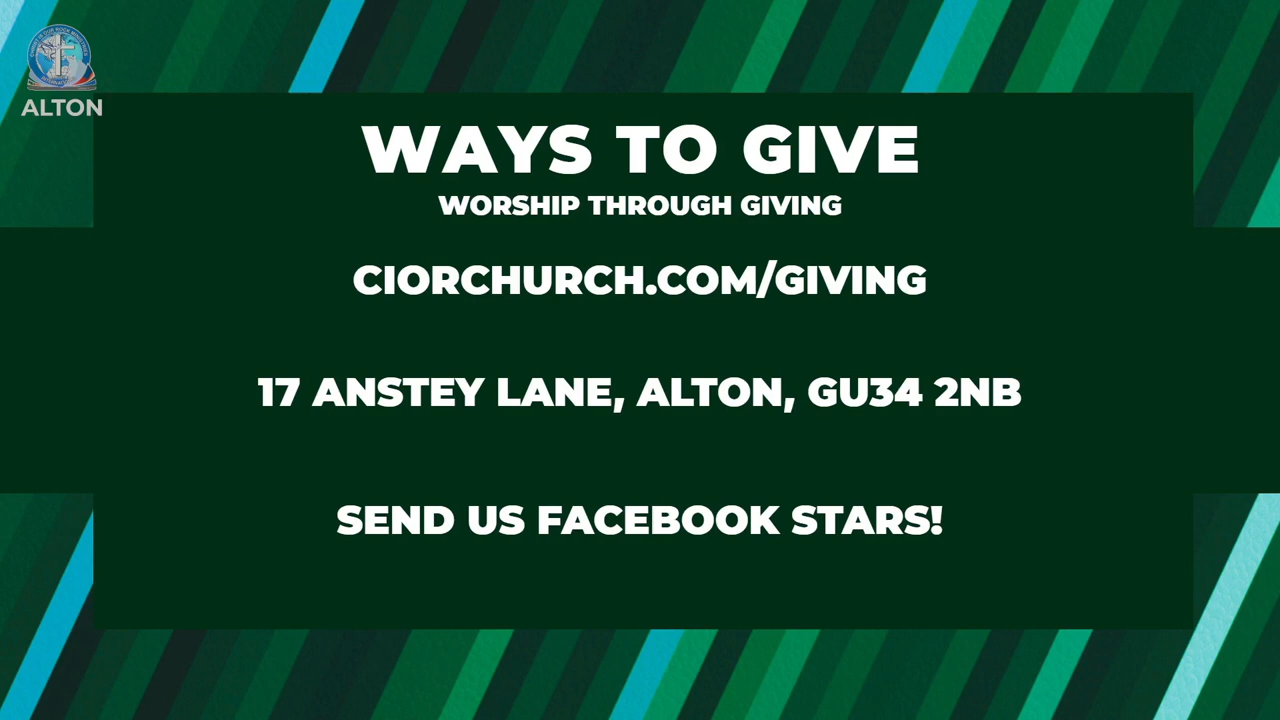 ALTON
WAYS TO GIVE
WORSHIP THROUGH GIVING
CIORCHURCH.COM/GIVING
17 ANSTEY LANE, ALTON, GU34 2NB
SEND US FACEBOOK STARS!